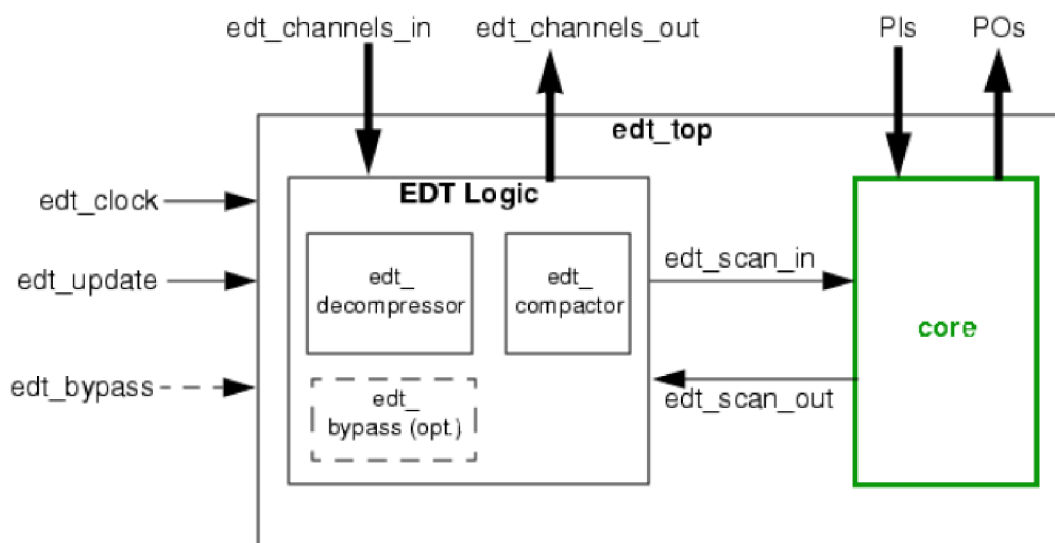 edt_channels_in
edt_channels_out
PIs
POs
edt_top
EDT Logic
edt_clock
edt_
decompressor
edt_
compactor
edt_scan_in
edt_update
core
edt_bypass
edt_
bypass (opt.)
edt_scan_out